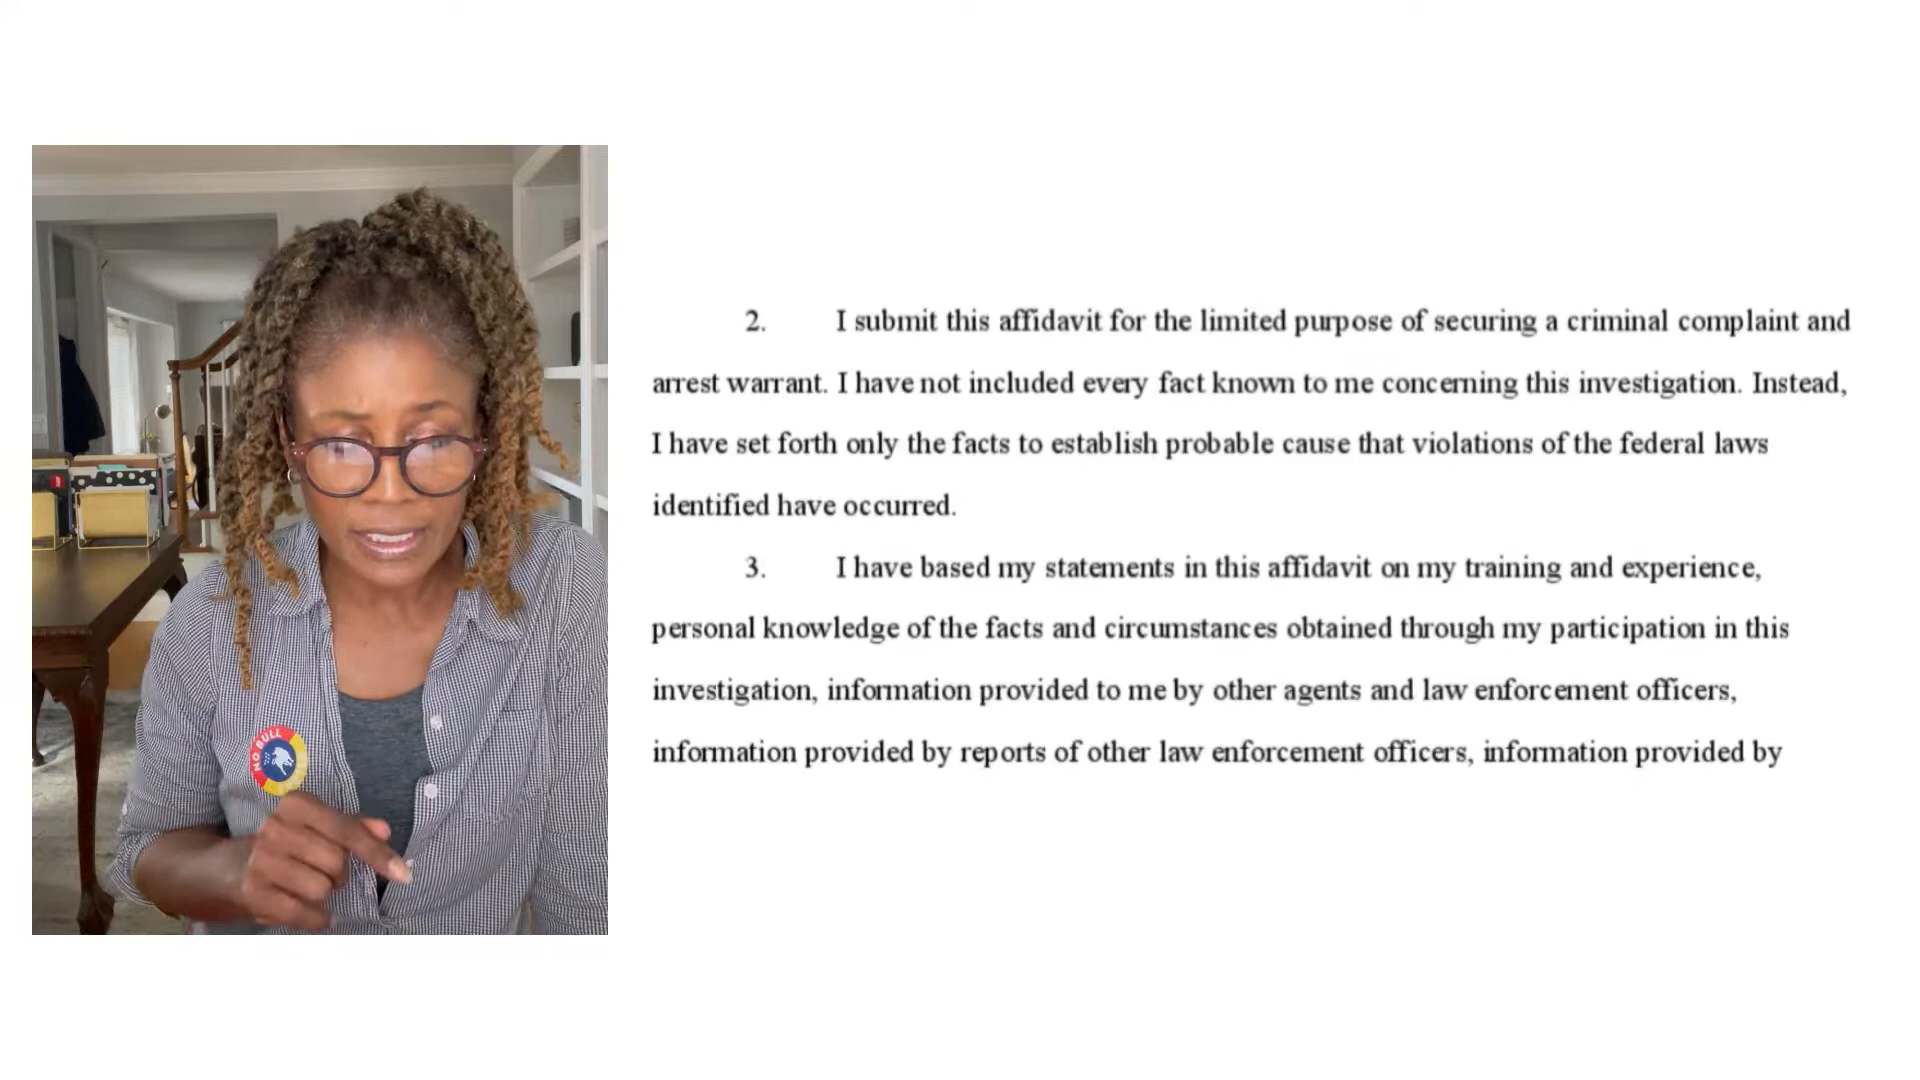 2. I submit this affidavit for the limited purpose of securing a criminal complaint and
arrest warrant. I have not included every fact known to me concerning this investigation. Instead,
I have set forth only the facts to establish probable cause that violations of the federal laws
identified have occurred.
3. I have based my statements in this affidavit on my training and experience,
personal knowledge of the facts and circumstances obtained through my participation in this
investigation, information provided to me by other agents and law enforcement officers,
information provided by reports of other law enforcement officers, information provided by
NO BULL